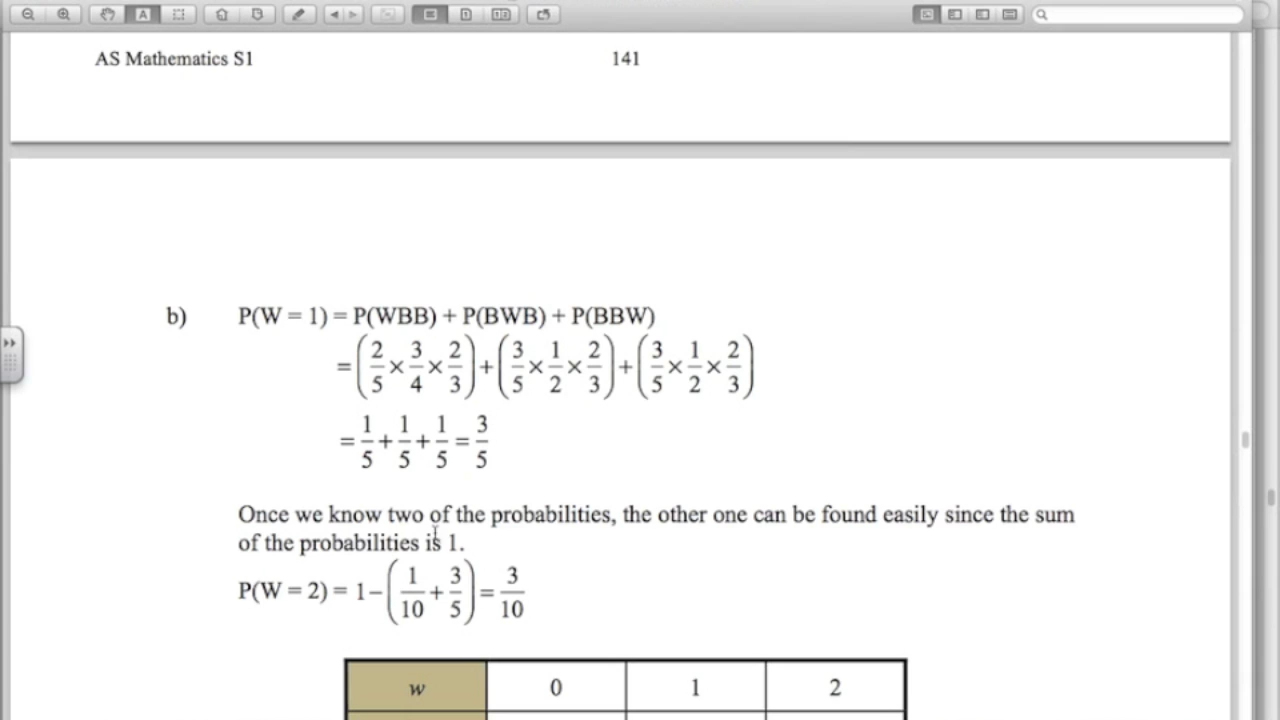 AS Mathematics S1 141
b) P(W = 1) = P(WBB) + P(BWB) + P(BBW)
= (2/5 × 3/4 × 2/3) + (3/5 × 1/2 × 2/3) + (3/5 × 1/2 × 2/3)
= 1/5 + 1/5 + 1/5 = 3/5
Once we know two of the probabilities, the other one can be found easily since the sum
of the probabilities is 1.
P(W = 2) = 1 − (1/10 + 3/5) = 3/10
w 0 1 2